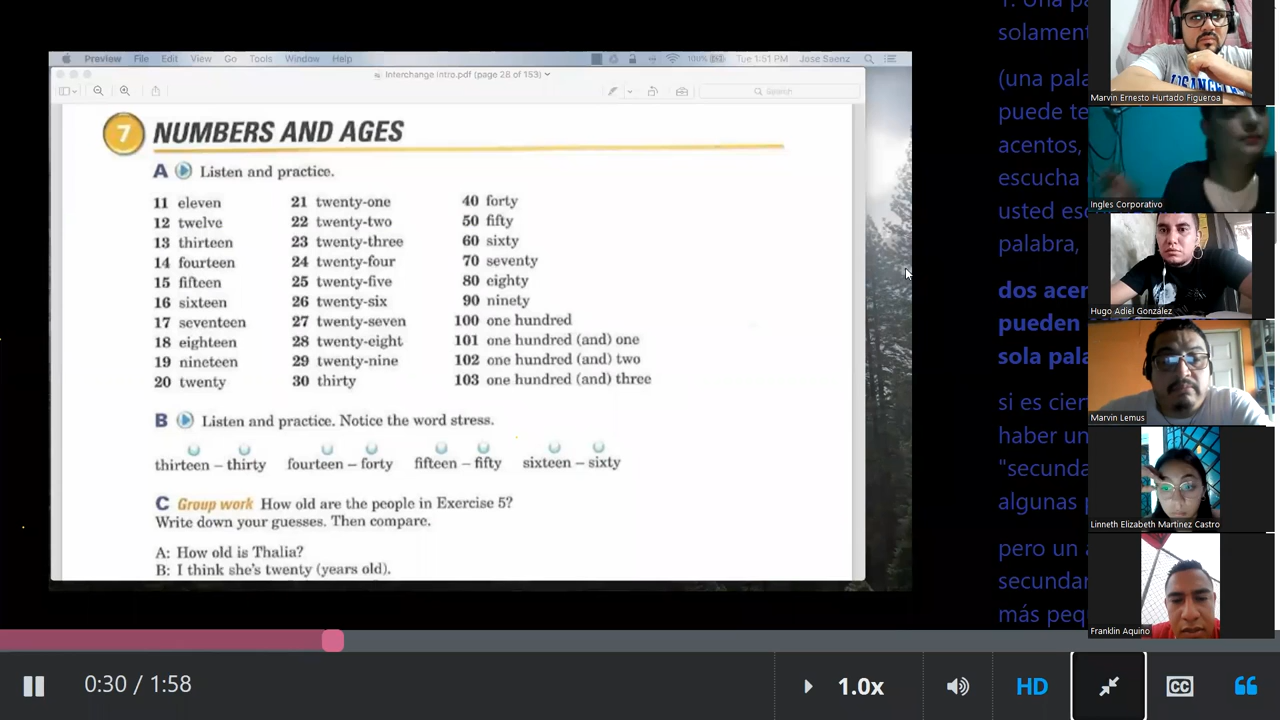 Preview File Edit View Go Tools Window Help 100% Tue 1:51 PM Jose Saenz
Interchange intro.pdf (page 28 of 153)
Search
7 NUMBERS AND AGES
A Listen and practice.
11 eleven 21 twenty-one 40 forty
12 twelve 22 twenty-two 50 fifty
13 thirteen 23 twenty-three 60 sixty
14 fourteen 24 twenty-four 70 seventy
15 fifteen 25 twenty-five 80 eighty
16 sixteen 26 twenty-six 90 ninety
17 seventeen 27 twenty-seven 100 one hundred
18 eighteen 28 twenty-eight 101 one hundred (and) one
19 nineteen 29 twenty-nine 102 one hundred (and) two
20 twenty 30 thirty 103 one hundred (and) three
B Listen and practice. Notice the word stress.
thirteen – thirty fourteen – forty fifteen – fifty sixteen – sixty
C Group work How old are the people in Exercise 5?
Write down your guesses. Then compare.
A: How old is Thalia?
B: I think she's twenty (years old).
solament
(una pala
puede te
acentos,
escucha
usted es
palabra,
dos acen
pueden
sola pala
si es cier
haber un
"secunda
algunas p
pero un a
secundar
más peq
Marvin Ernesto Hurtado Figueroa
Ingles Corporativo
Hugo Adiel González
Marvin Lemus
Linneth Elizabeth Martinez Castro
Franklin Aquino
0:30 / 1:58
1.0x
HD
CC